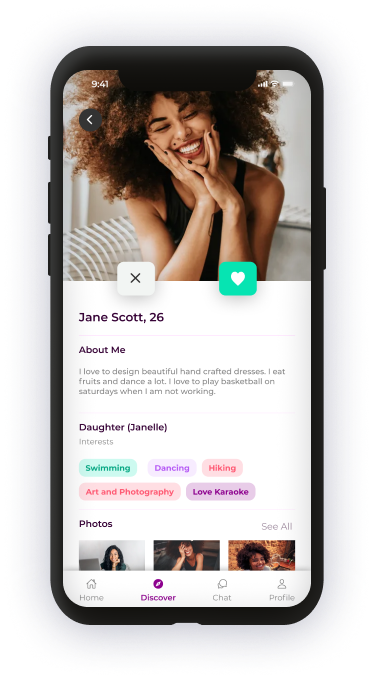 9:41
Jane Scott, 26
About Me
I love to design beautiful hand crafted dresses. I eat
fruits and dance a lot. I love to play basketball on
saturdays when I am not working.
Daughter (Janelle)
Interests
Swimming Dancing Hiking
Art and Photography Love Karaoke
Photos See All
Home Discover Chat Profile